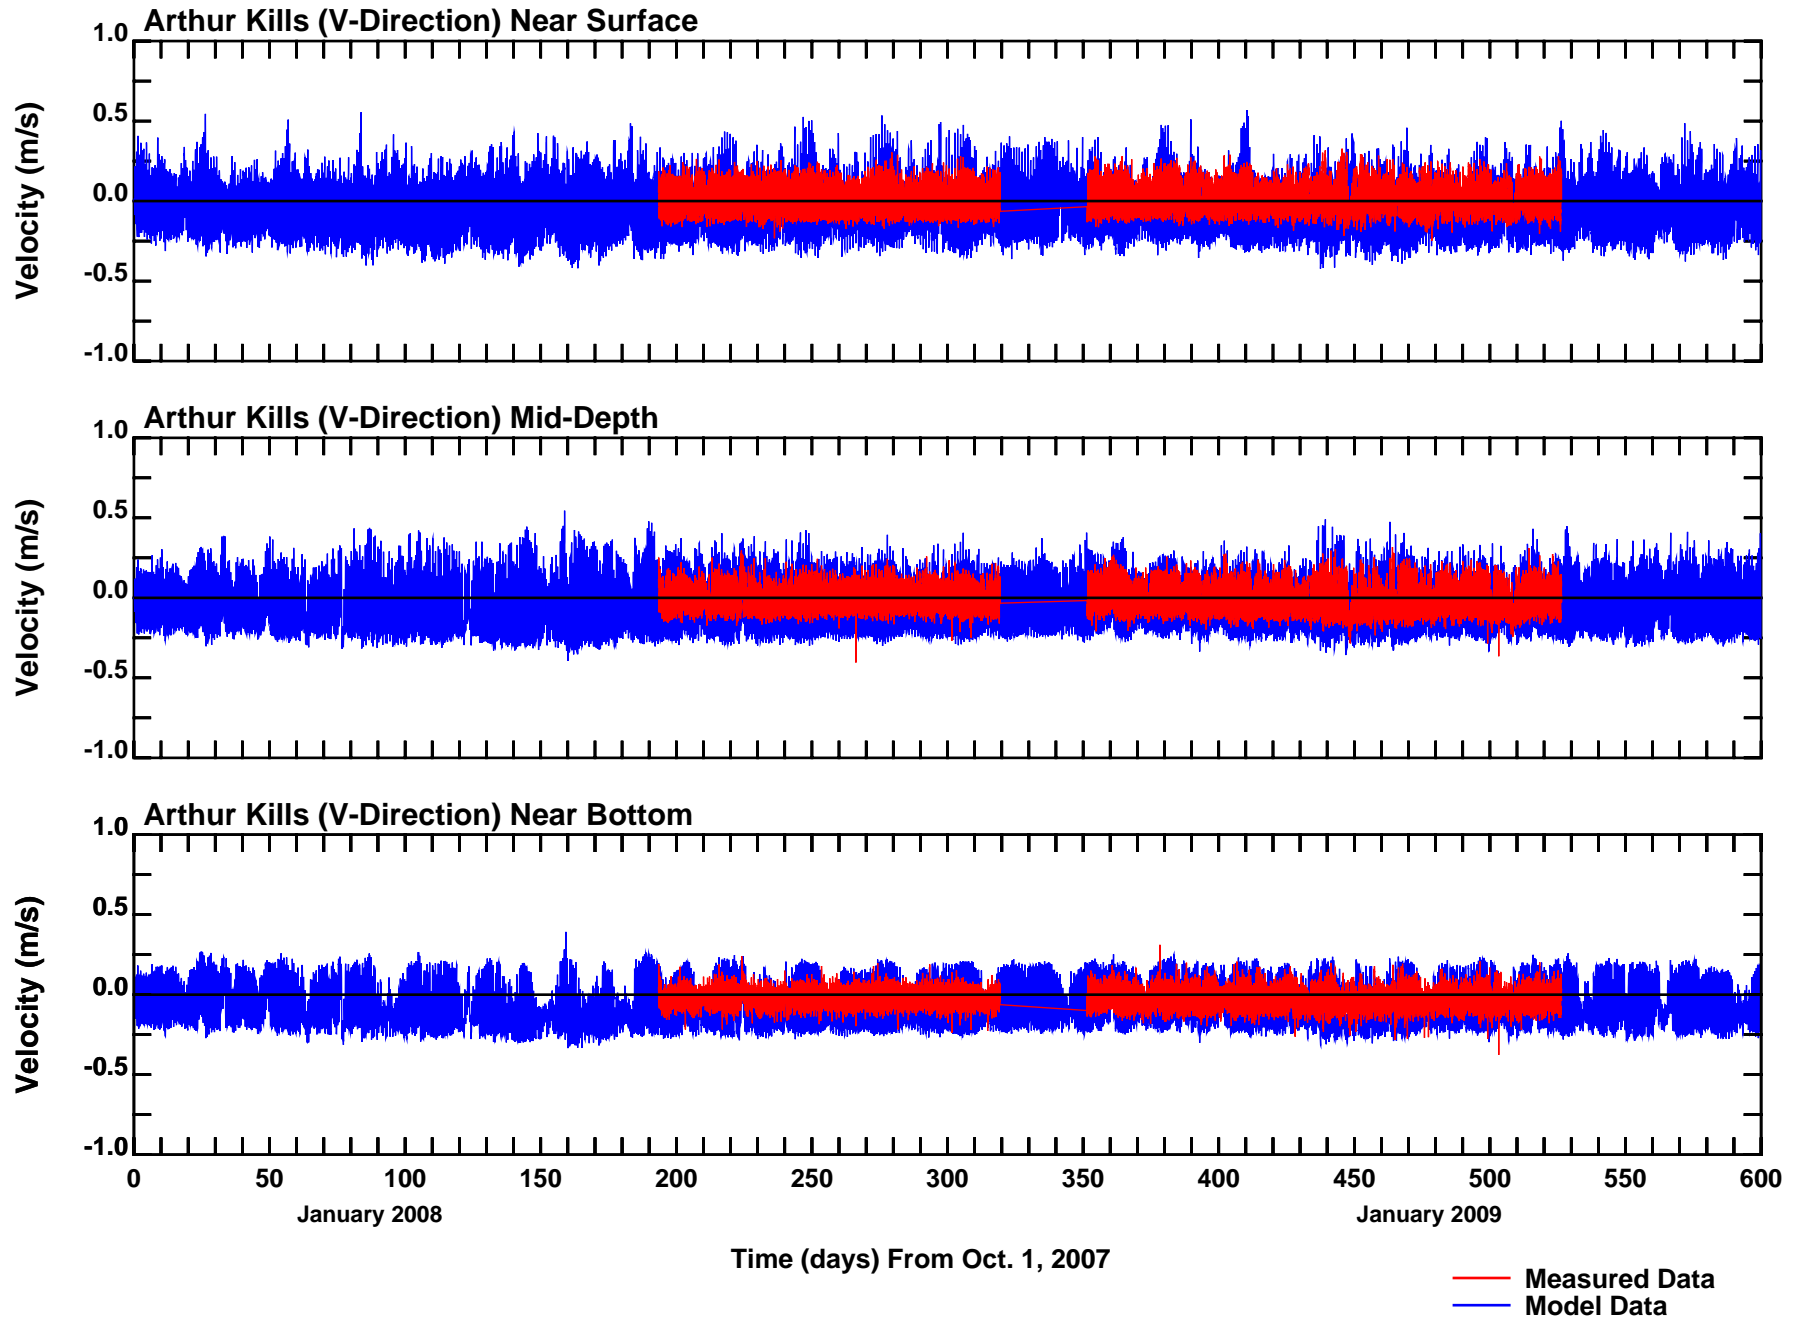 Arthur Kills (V-Direction) Near Surface
1.0
0.5
0.0
-0.5
-1.0
Velocity (m/s)
Arthur Kills (V-Direction) Mid-Depth
1.0
0.5
0.0
-0.5
-1.0
Velocity (m/s)
Arthur Kills (V-Direction) Near Bottom
1.0
0.5
0.0
-0.5
-1.0
Velocity (m/s)
0 50 100 150 200 250 300 350 400 450 500 550 600
January 2008 January 2009
Time (days) From Oct. 1, 2007
Measured Data
Model Data